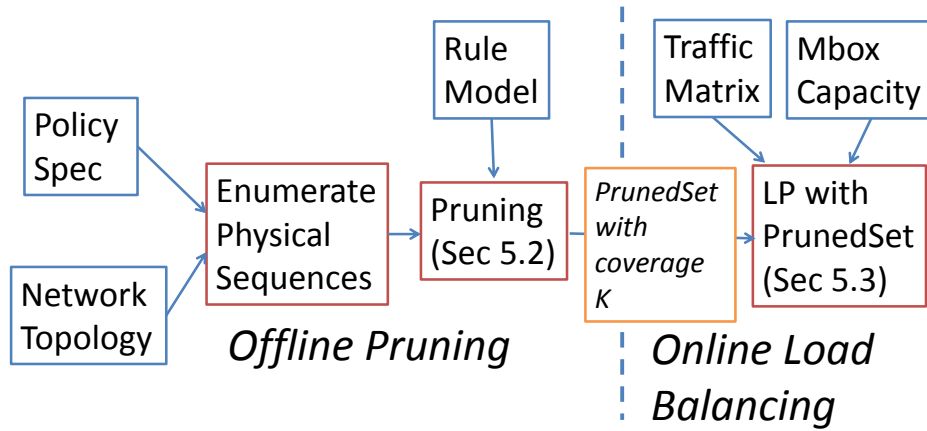 Policy
Spec
Network
Topology
Enumerate
Physical
Sequences
Rule
Model
Pruning
(Sec 5.2)
Offline Pruning
PrunedSet
with
coverage
K
Traffic
Matrix
Mbox
Capacity
LP with
PrunedSet
(Sec 5.3)
Online Load
Balancing